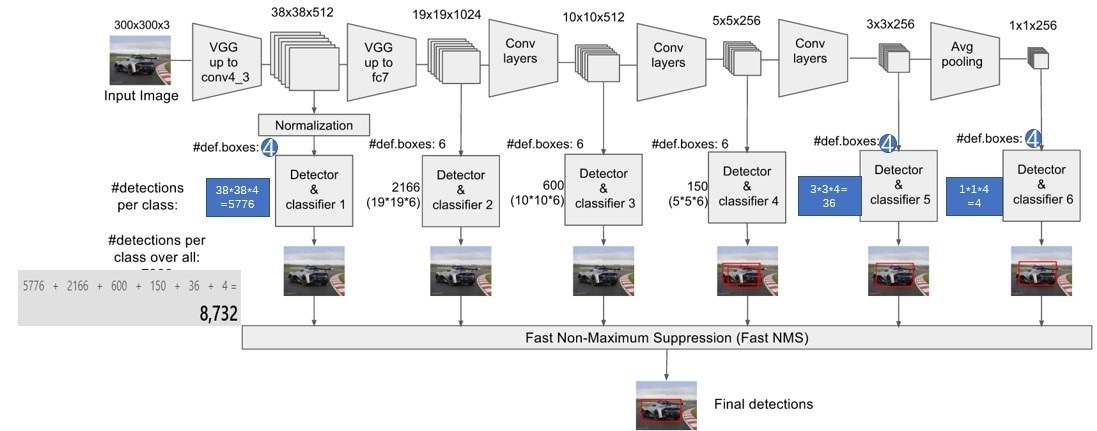 300x300x3
38x38x512
19x19x1024
10x10x512
5x5x256
3x3x256
1x1x256
VGG
up to
conv4_3
VGG
up to
fc7
Conv
layers
Conv
layers
Conv
layers
Avg
pooling
Input Image
Normalization
#def.boxes: 4
#def.boxes: 6
#def.boxes: 6
#def.boxes: 6
#def.boxes: 4
#def.boxes: 4
#detections
per class:
38*38*4
=5776
Detector
&
classifier 1
2166
(19*19*6)
Detector
&
classifier 2
600
(10*10*6)
Detector
&
classifier 3
150
(5*5*6)
Detector
&
classifier 4
3*3*4=
36
Detector
&
classifier 5
1*1*4
=4
Detector
&
classifier 6
#detections per
class over all:
5776 + 2166 + 600 + 150 + 36 + 4 =
8,732
Fast Non-Maximum Suppression (Fast NMS)
Final detections